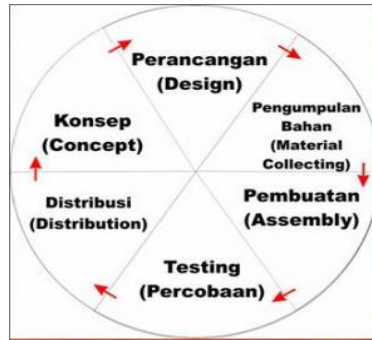 Perancangan
(Design)
Pengumpulan
Bahan
(Material
Collecting)
Pembuatan
(Assembly)
Testing
(Percobaan)
Distribusi
(Distribution)
Konsep
(Concept)